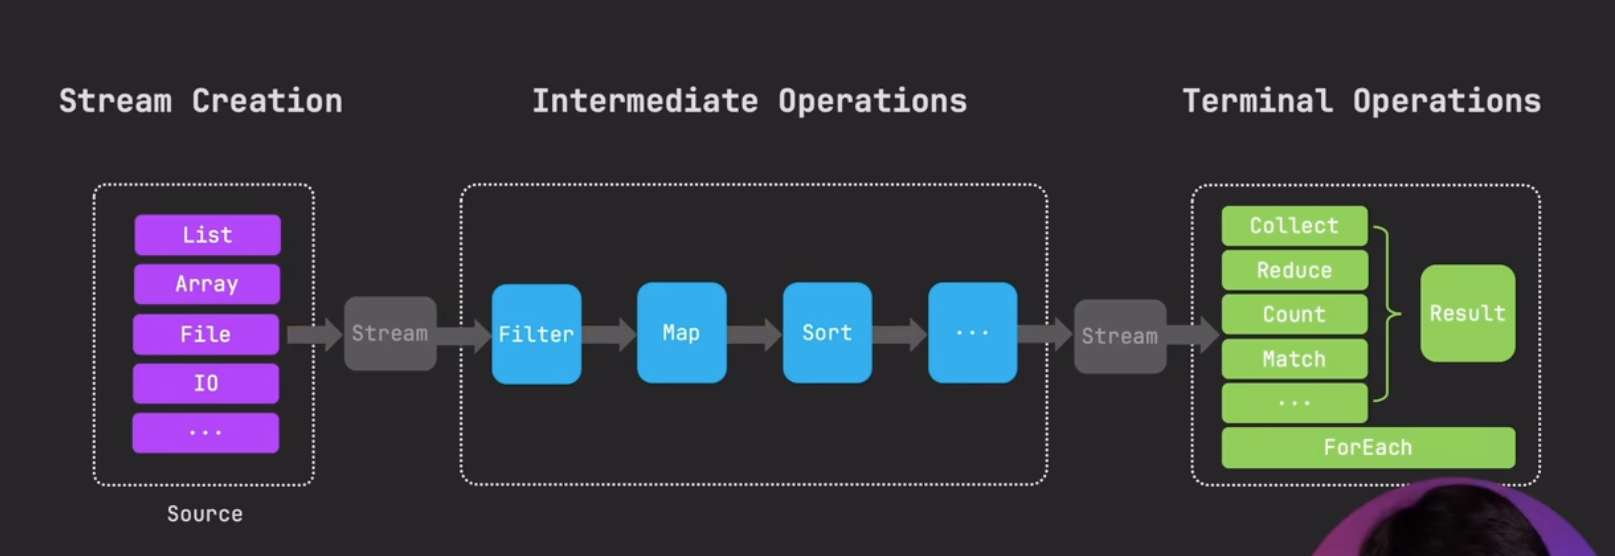 Stream Creation
Intermediate Operations
Terminal Operations
List
Array
File
IO
...
Source
Stream
Filter
Map
Sort
...
Stream
Collect
Reduce
Count
Match
...
ForEach
Result